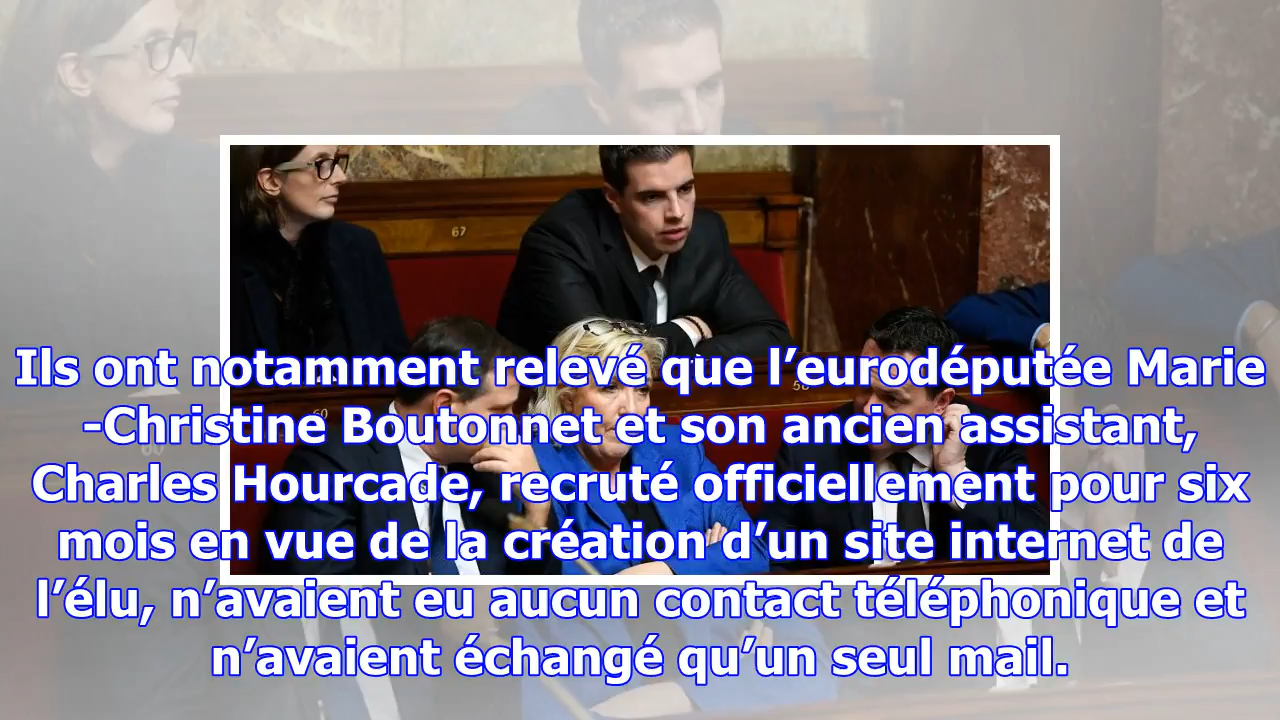 67
Ils ont notamment relevé que l’eurodéputée Marie
-Christine Boutonnet et son ancien assistant,
Charles Hourcade, recruté officiellement pour six
mois en vue de la création d’un site internet de
l’élu, n’avaient eu aucun contact téléphonique et
n’avaient échangé qu’un seul mail.